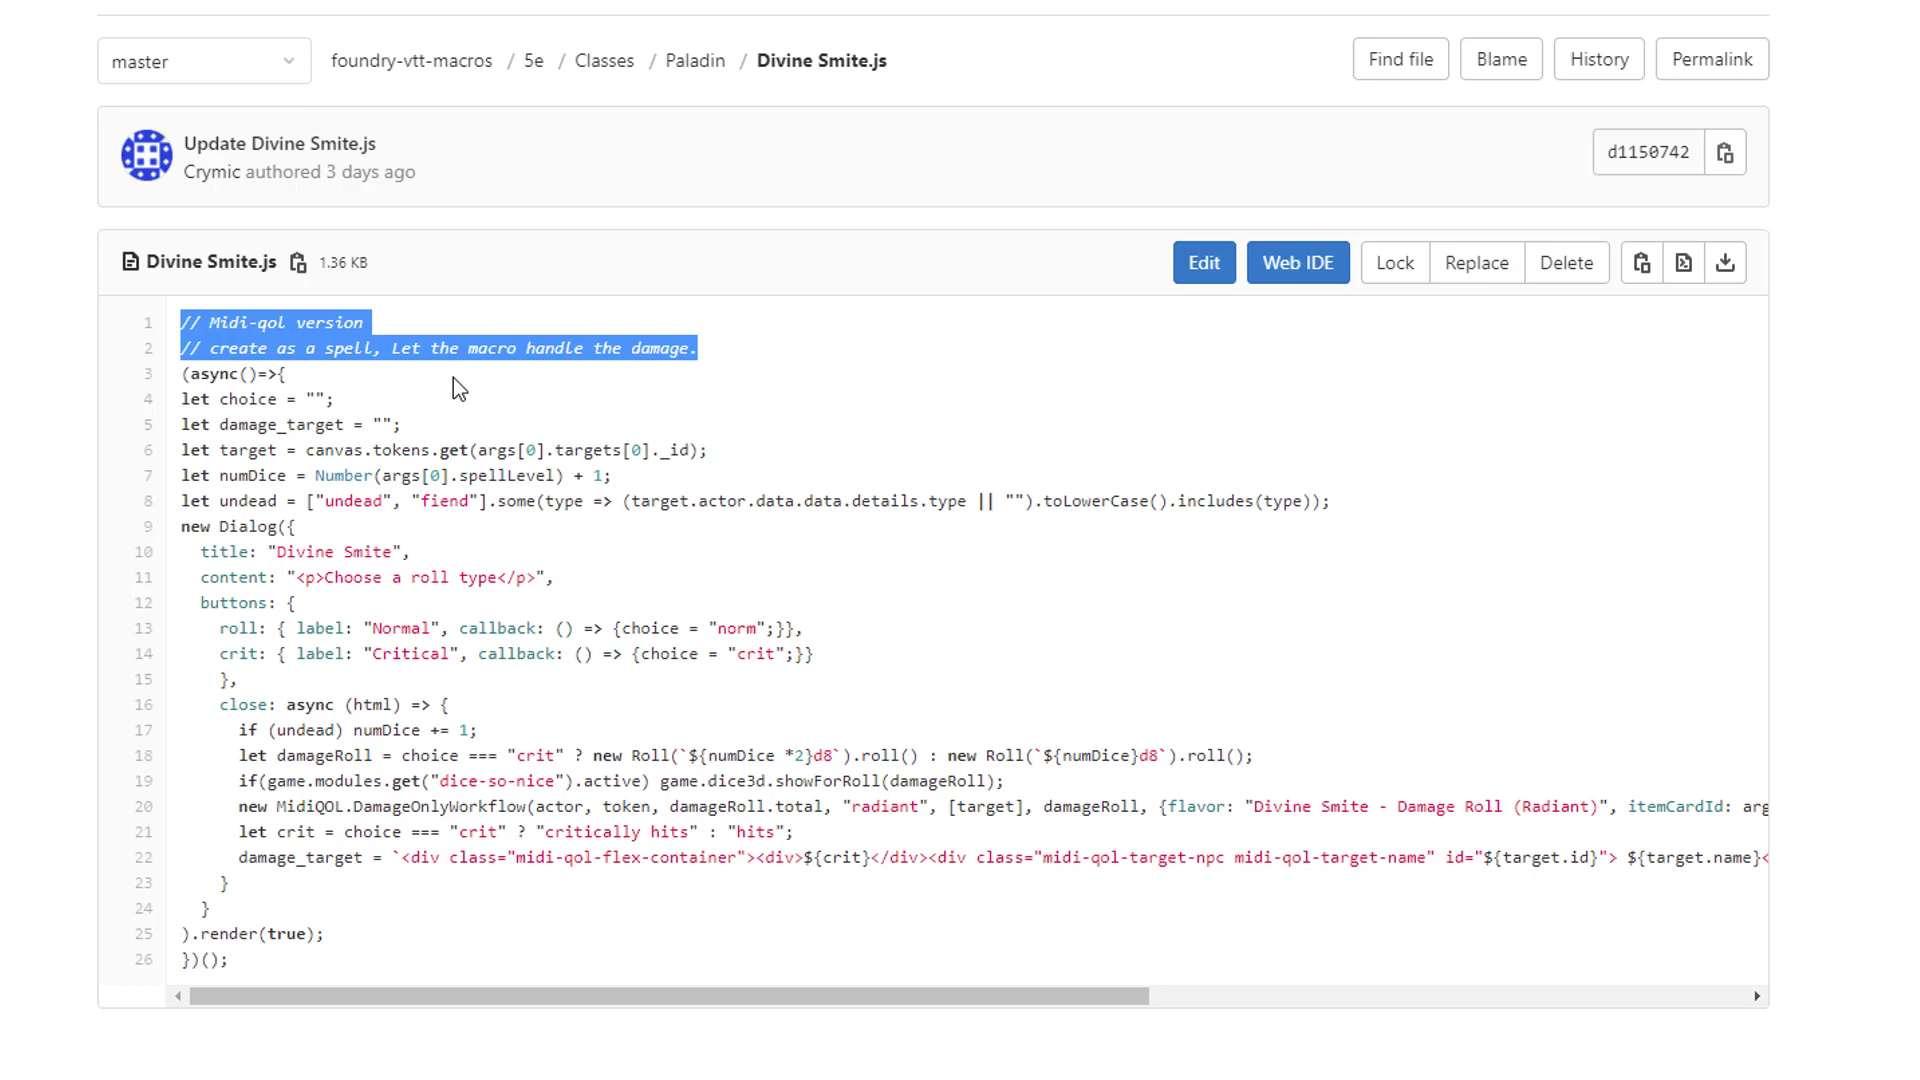 master foundry-vtt-macros / 5e / Classes / Paladin / Divine Smite.js Find file Blame History Permalink
Update Divine Smite.js
Crymic authored 3 days ago
d1150742
Divine Smite.js 1.36 KB Edit Web IDE Lock Replace Delete
1 // Midi-qol version
2 // create as a spell, Let the macro handle the damage.
3 (async()=>{
4 let choice = "";
5 let damage_target = "";
6 let target = canvas.tokens.get(args[0].targets[0]._id);
7 let numDice = Number(args[0].spellLevel) + 1;
8 let undead = ["undead", "fiend"].some(type => (target.actor.data.data.details.type || "").toLowerCase().includes(type));
9 new Dialog({
10   title: "Divine Smite",
11   content: "<p>Choose a roll type</p>",
12   buttons: {
13     roll: { label: "Normal", callback: () => {choice = "norm";}},
14     crit: { label: "Critical", callback: () => {choice = "crit";}}
15     },
16     close: async (html) => {
17       if (undead) numDice += 1;
18       let damageRoll = choice === "crit" ? new Roll(`${numDice *2}d8`).roll() : new Roll(`${numDice}d8`).roll();
19       if(game.modules.get("dice-so-nice").active) game.dice3d.showForRoll(damageRoll);
20       new MidiQOL.DamageOnlyWorkflow(actor, token, damageRoll.total, "radiant", [target], damageRoll, {flavor: "Divine Smite - Damage Roll (Radiant)", itemCardId: arg
21       let crit = choice === "crit" ? "critically hits" : "hits";
22       damage_target = `<div class="midi-qol-flex-container"><div>${crit}</div><div class="midi-qol-target-npc midi-qol-target-name" id="${target.id}"> ${target.name}<
23     }
24   }
25 ).render(true);
26 })();